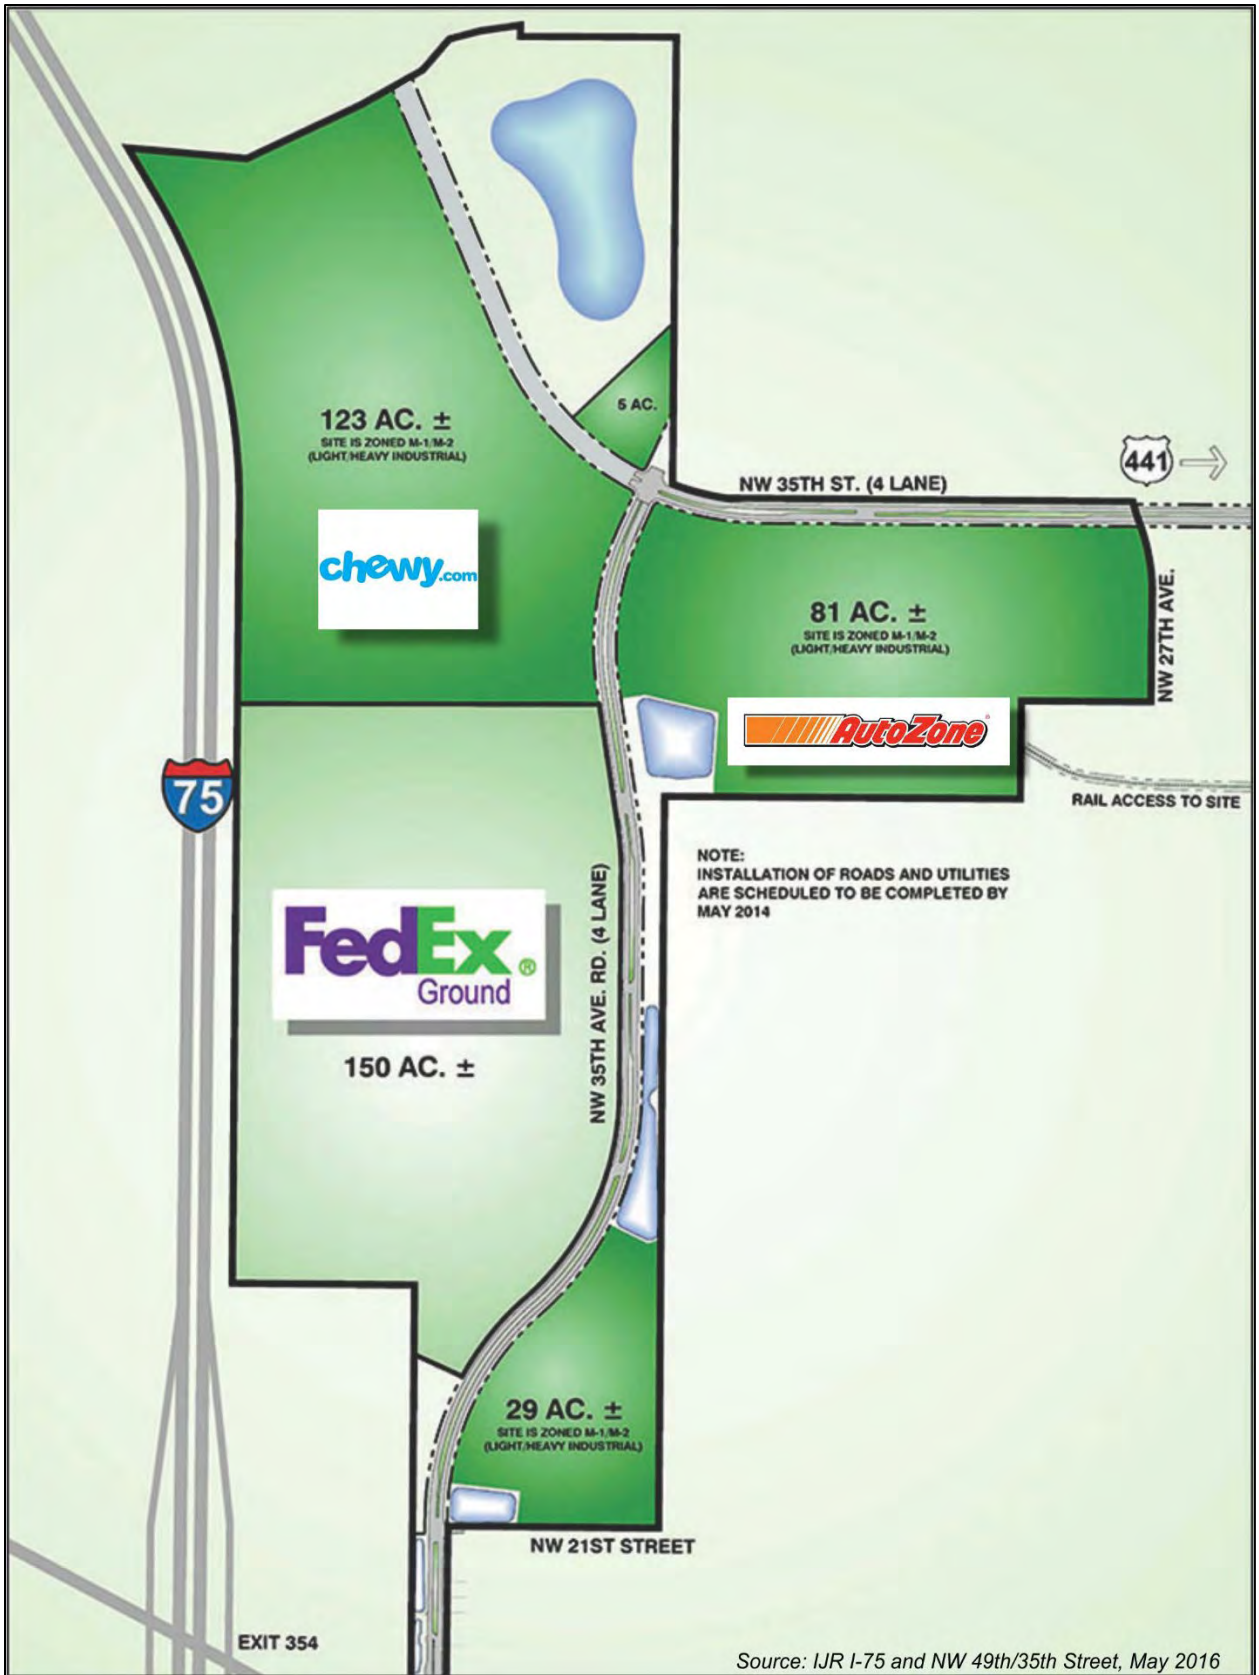 5 AC.
123 AC. ±
SITE IS ZONED M-1/M-2
(LIGHT/HEAVY INDUSTRIAL)
441
NW 35TH ST. (4 LANE)
chewy.com
81 AC. ±
SITE IS ZONED M-1/M-2
(LIGHT/HEAVY INDUSTRIAL)
NW 27TH AVE.
AutoZone
75
RAIL ACCESS TO SITE
NOTE:
INSTALLATION OF ROADS AND UTILITIES
ARE SCHEDULED TO BE COMPLETED BY
MAY 2014
FedEx®
Ground
NW 35TH AVE. RD. (4 LANE)
150 AC. ±
29 AC. ±
SITE IS ZONED M-1/M-2
(LIGHT/HEAVY INDUSTRIAL)
NW 21ST STREET
EXIT 354
Source: IJR I-75 and NW 49th/35th Street, May 2016